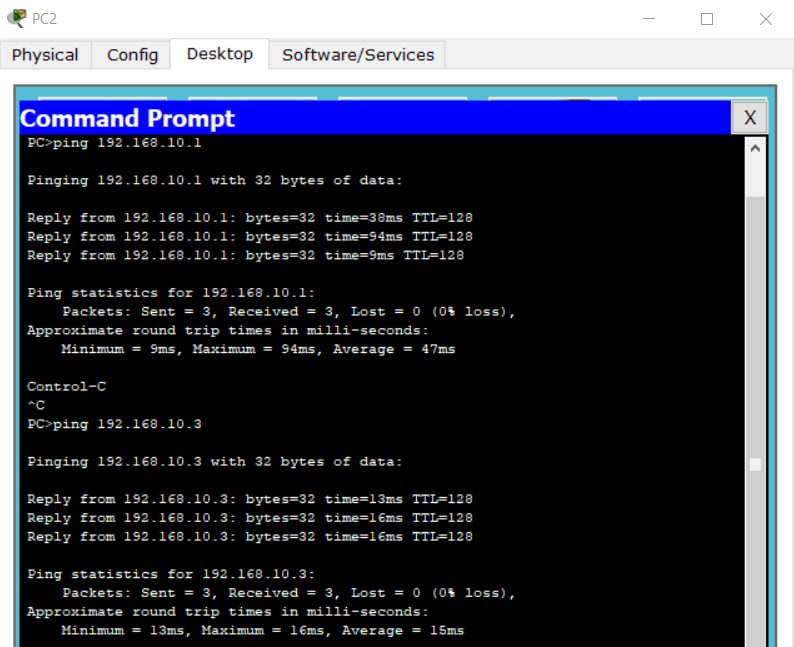 PC2
Physical Config Desktop Software/Services
Command Prompt X
PC>ping 192.168.10.1
Pinging 192.168.10.1 with 32 bytes of data:
Reply from 192.168.10.1: bytes=32 time=38ms TTL=128
Reply from 192.168.10.1: bytes=32 time=94ms TTL=128
Reply from 192.168.10.1: bytes=32 time=9ms TTL=128
Ping statistics for 192.168.10.1:
Packets: Sent = 3, Received = 3, Lost = 0 (0% loss),
Approximate round trip times in milli-seconds:
Minimum = 9ms, Maximum = 94ms, Average = 47ms
Control-C
^C
PC>ping 192.168.10.3
Pinging 192.168.10.3 with 32 bytes of data:
Reply from 192.168.10.3: bytes=32 time=13ms TTL=128
Reply from 192.168.10.3: bytes=32 time=16ms TTL=128
Reply from 192.168.10.3: bytes=32 time=16ms TTL=128
Ping statistics for 192.168.10.3:
Packets: Sent = 3, Received = 3, Lost = 0 (0% loss),
Approximate round trip times in milli-seconds:
Minimum = 13ms, Maximum = 16ms, Average = 15ms